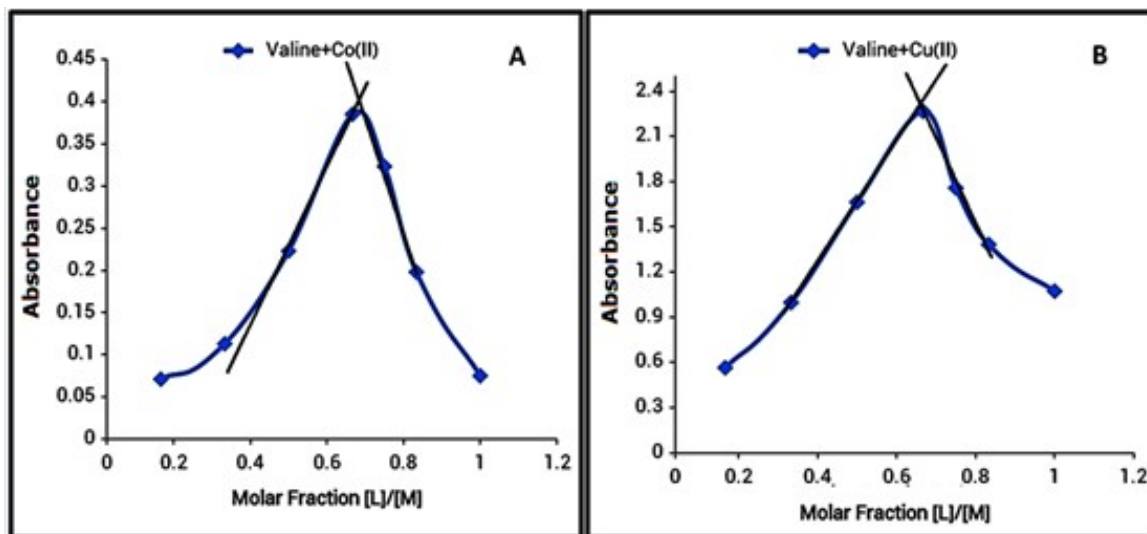 Valine+Co(II)
A
0.45
0.4
0.35
0.3
0.25
0.2
0.15
0.1
0.05
0
Absorbance
0 0.2 0.4 0.6 0.8 1 1.2
Molar Fraction [L]/[M]
Valine+Cu(II)
B
2.4
2.1
1.8
1.5
1.2
0.9
0.6
0.3
0
Absorbance
0 0.2 0.4 0.6 0.8 1 1.2
Molar Fraction [L]/[M]